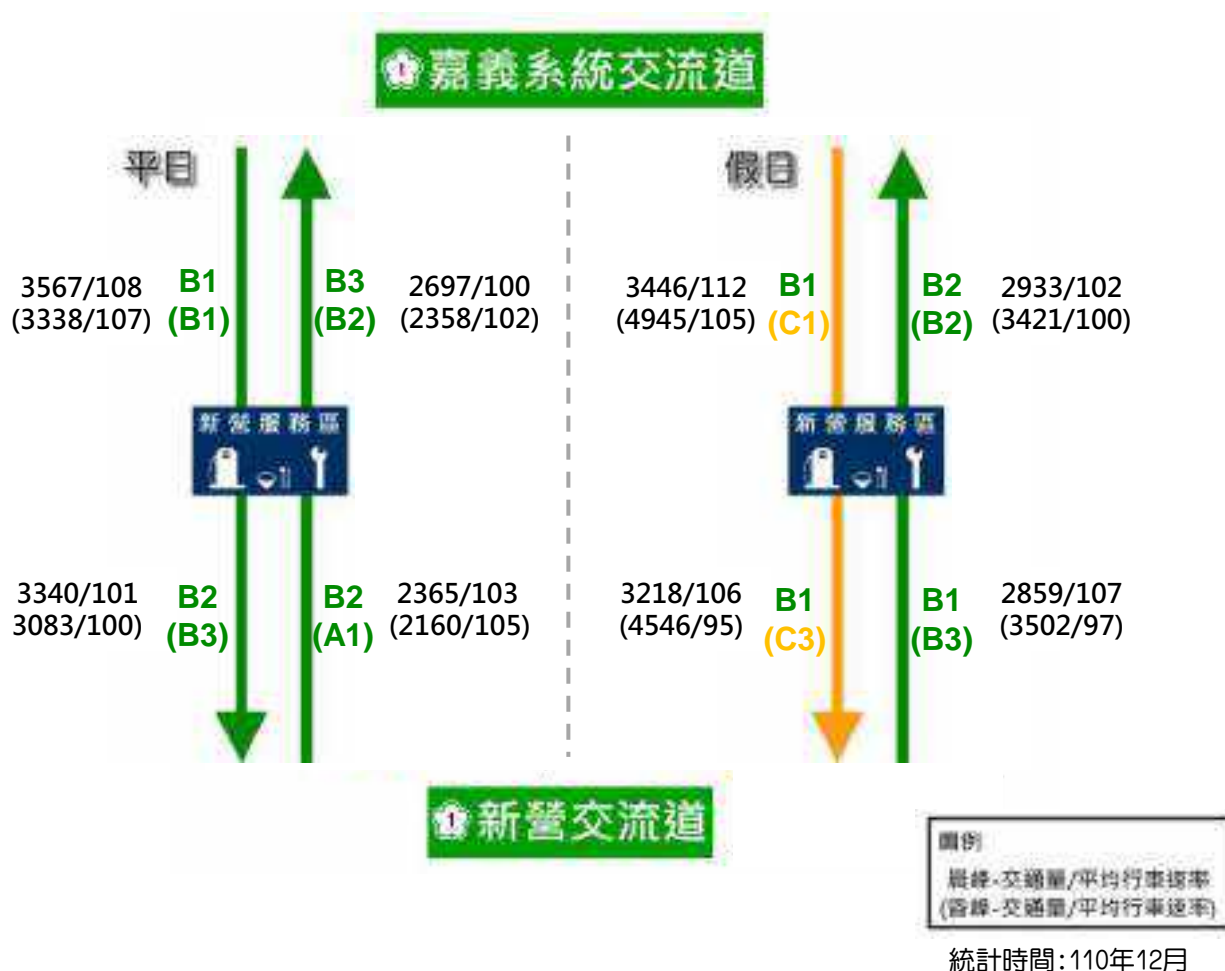 1 嘉義系統交流道
平日
假日
3567/108 B1 B3 2697/100
(3338/107) (B1) (B2) (2358/102)
3446/112 B1 B2 2933/102
(4945/105) (C1) (B2) (3421/100)
新營服務區
新營服務區
3340/101 B2 B2 2365/103
3083/100) (B3) (A1) (2160/105)
3218/106 B1 B1 2859/107
(4546/95) (C3) (B3) (3502/97)
1 新營交流道
圖例
晨峰-交通量/平均行車速率
(昏峰-交通量/平均行車速率)
統計時間:110年12月